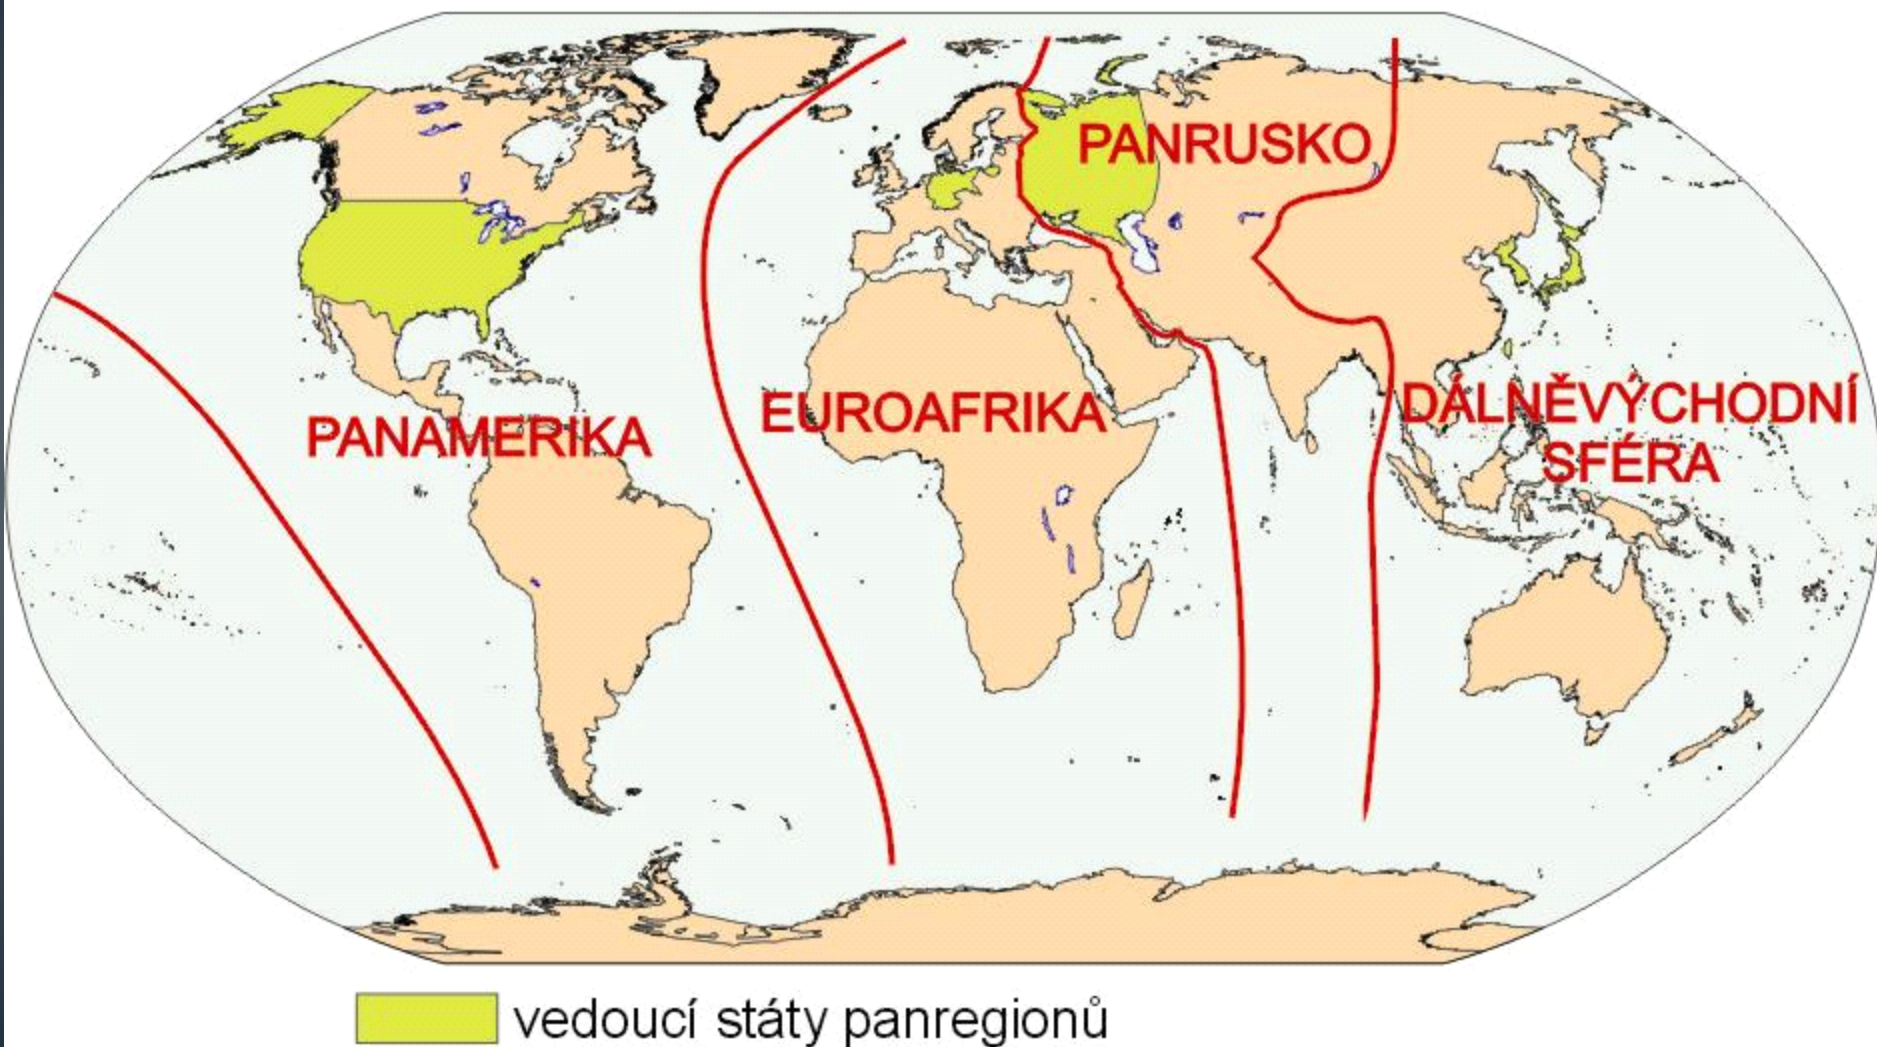 PANRUSKO
PANAMERIKA
EUROAFRIKA
DÁLNĚVÝCHODNÍ
SFÉRA
vedoucí státy panregionů